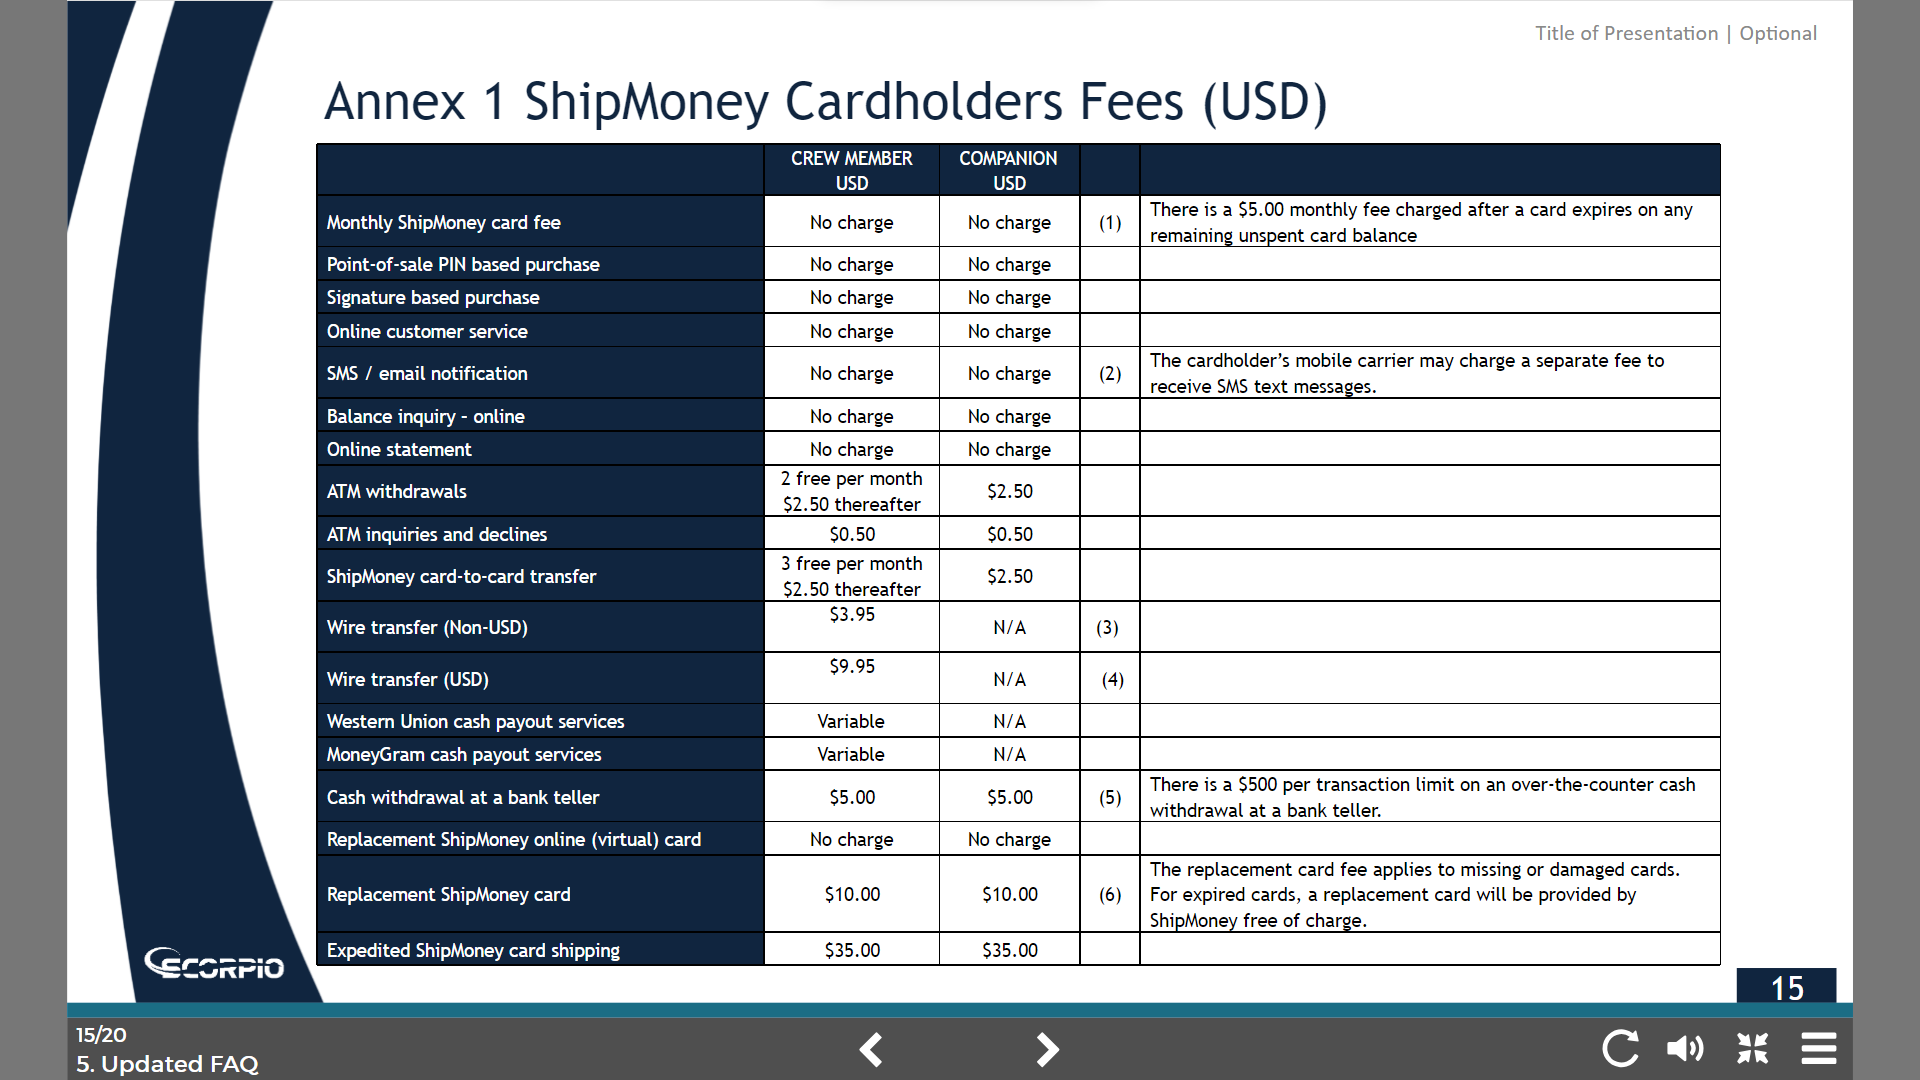 Title of Presentation | Optional
Annex 1 ShipMoney Cardholders Fees (USD)
CREW MEMBER
USD
COMPANION
USD
Monthly ShipMoney card fee
No charge
No charge
(1)
There is a $5.00 monthly fee charged after a card expires on any
remaining unspent card balance
Point-of-sale PIN based purchase
No charge
No charge
Signature based purchase
No charge
No charge
Online customer service
No charge
No charge
SMS / email notification
No charge
No charge
(2)
The cardholder's mobile carrier may charge a separate fee to
receive SMS text messages.
Balance inquiry - online
No charge
No charge
Online statement
No charge
No charge
ATM withdrawals
2 free per month
$2.50 thereafter
$2.50
ATM inquiries and declines
$0.50
$0.50
ShipMoney card-to-card transfer
3 free per month
$2.50 thereafter
$2.50
Wire transfer (Non-USD)
$3.95
N/A
(3)
Wire transfer (USD)
$9.95
N/A
(4)
Western Union cash payout services
Variable
N/A
MoneyGram cash payout services
Variable
N/A
Cash withdrawal at a bank teller
$5.00
$5.00
(5)
There is a $500 per transaction limit on an over-the-counter cash
withdrawal at a bank teller.
Replacement ShipMoney online (virtual) card
No charge
No charge
Replacement ShipMoney card
$10.00
$10.00
(6)
The replacement card fee applies to missing or damaged cards.
For expired cards, a replacement card will be provided by
ShipMoney free of charge.
Expedited ShipMoney card shipping
$35.00
$35.00
SCORPIO
15
15/20
5. Updated FAQ